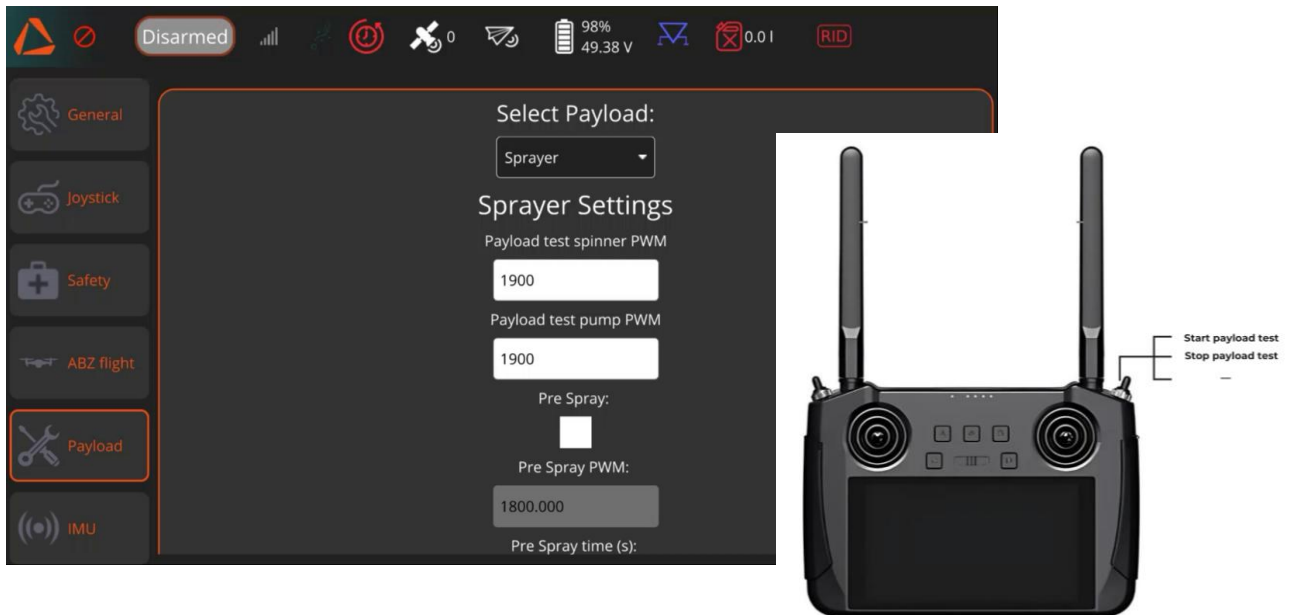 Disarmed
0
98%
49.38 V
0.0 l
RID
General
Joystick
Safety
ABZ flight
Payload
IMU
Select Payload:
Sprayer
Sprayer Settings
Payload test spinner PWM
1900
Payload test pump PWM
1900
Pre Spray:
Pre Spray PWM:
1800.000
Pre Spray time (s):
Start payload test
Stop payload test
—